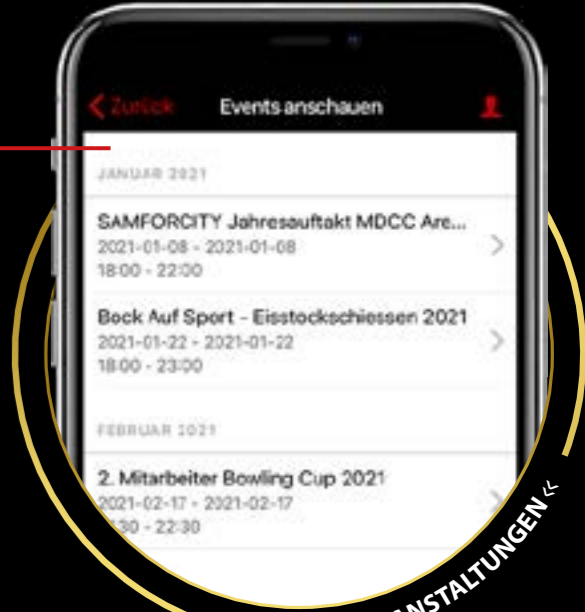 Zurück Events anschauen
JANUAR 2021
SAMFORCITY Jahresauftakt MDCC Are...
2021-01-08 - 2021-01-08
18:00 - 22:00
Bock Auf Sport - Eisstockschiessen 2021
2021-01-22 - 2021-01-22
18:00 - 23:00
FEBRUAR 2021
2. Mitarbeiter Bowling Cup 2021
2021-02-17 - 2021-02-17
:30 - 22:30
NSTALTUNGEN «